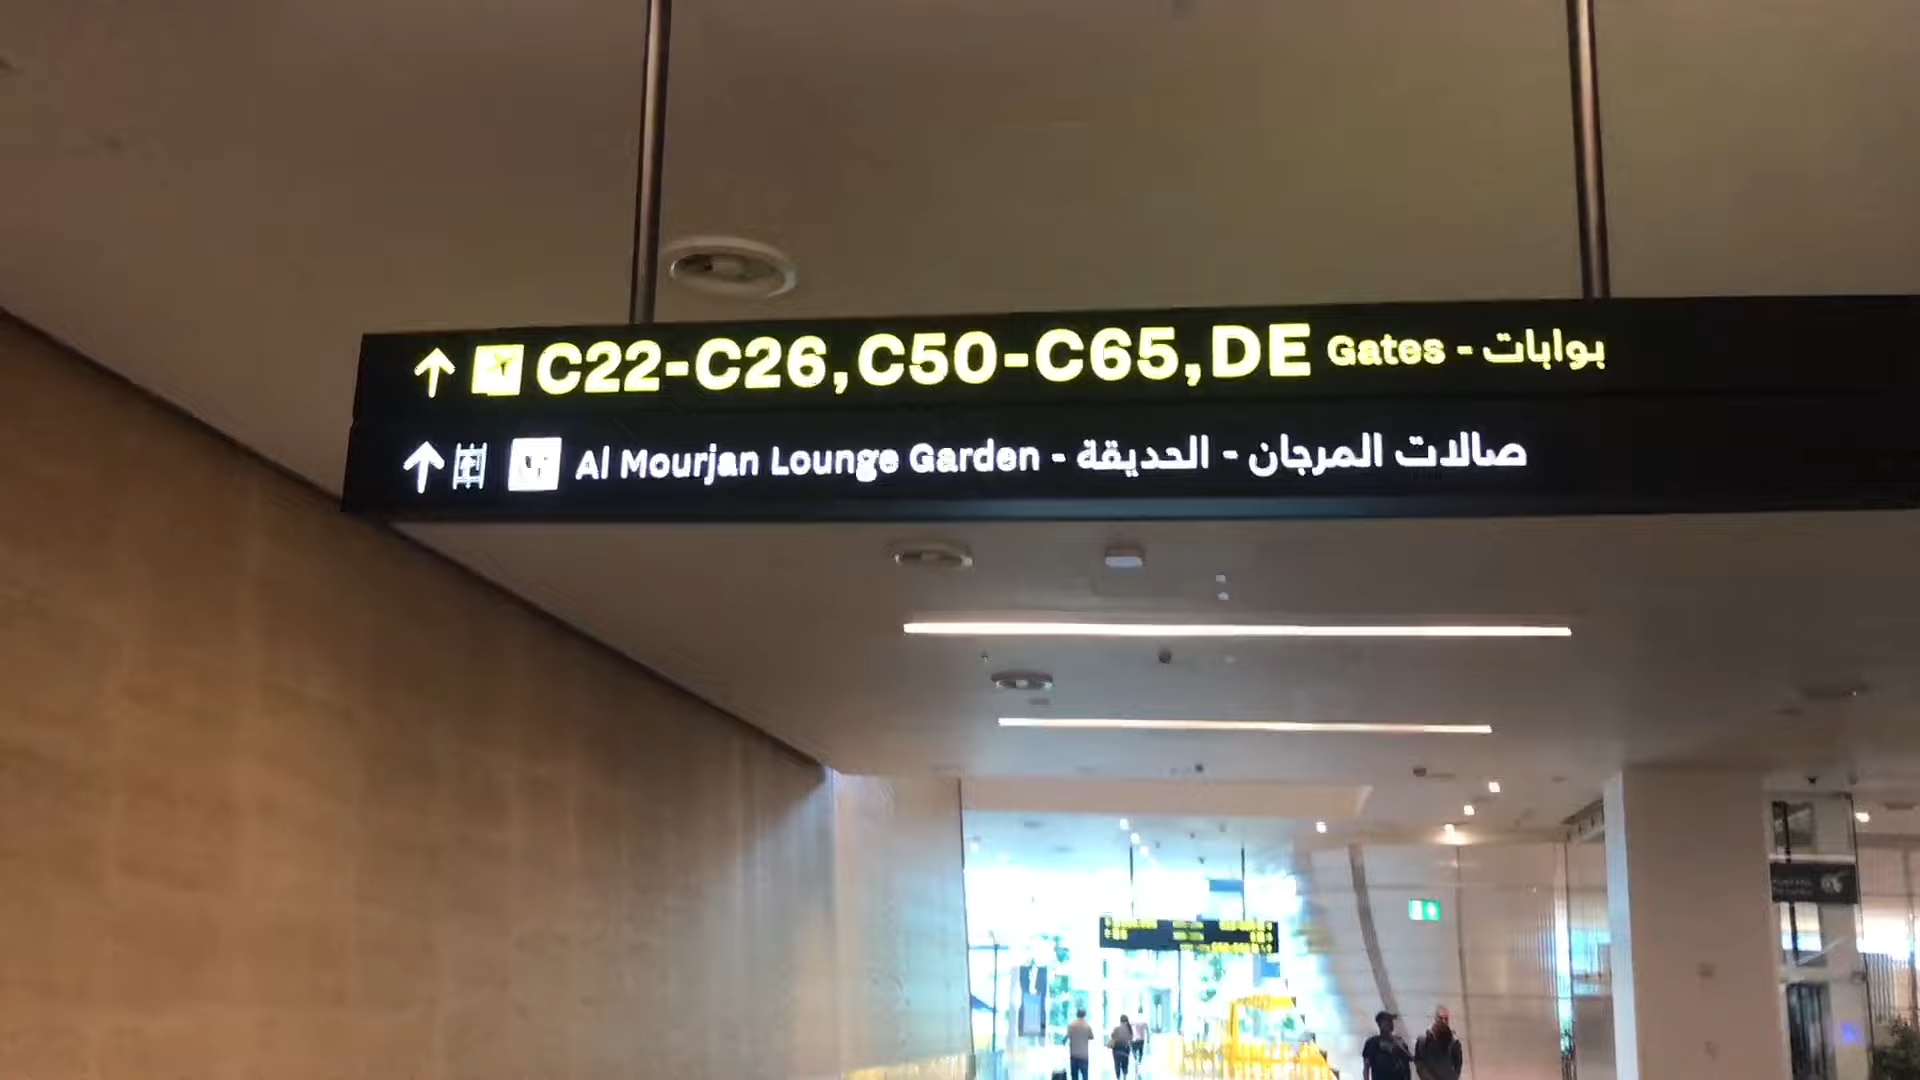 C22-C26, C50-C65, DE Gates - بوابات
Al Mourjan Lounge Garden - صالات المرجان - الحديقة